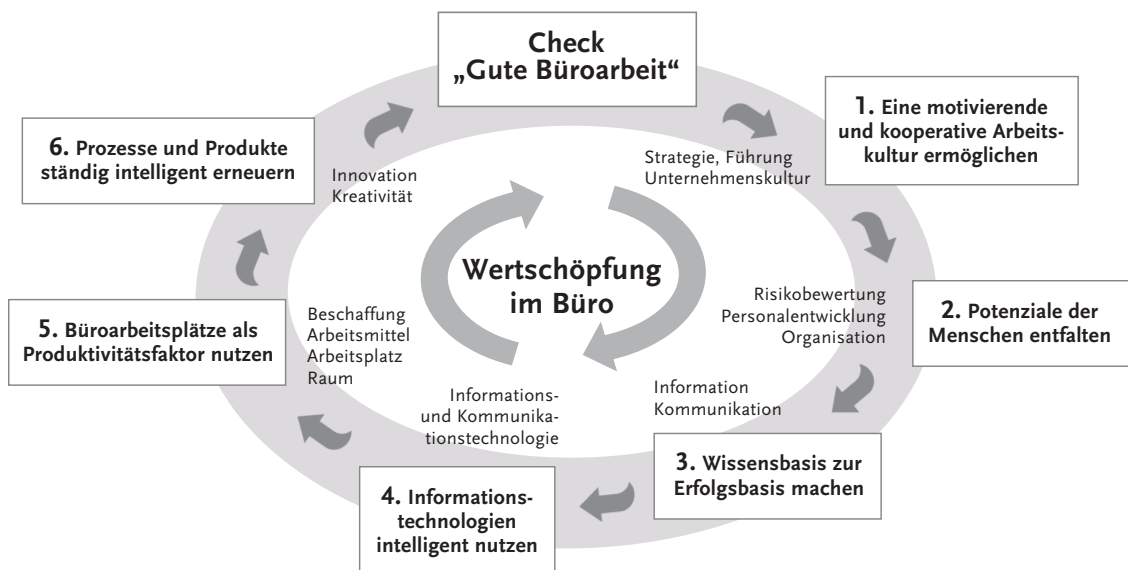 Check
„Gute Büroarbeit“
1. Eine motivierende
und kooperative Arbeits-
kultur ermöglichen
Strategie, Führung
Unternehmenskultur
2. Potenziale der
Menschen entfalten
Risikobewertung
Personalentwicklung
Organisation
3. Wissensbasis zur
Erfolgsbasis machen
Information
Kommunikation
4. Informations-
technologien
intelligent nutzen
Informations-
und Kommunika-
tionstechnologie
5. Büroarbeitsplätze als
Produktivitätsfaktor nutzen
Beschaffung
Arbeitsmittel
Arbeitsplatz
Raum
6. Prozesse und Produkte
ständig intelligent erneuern
Innovation
Kreativität
Wertschöpfung
im Büro